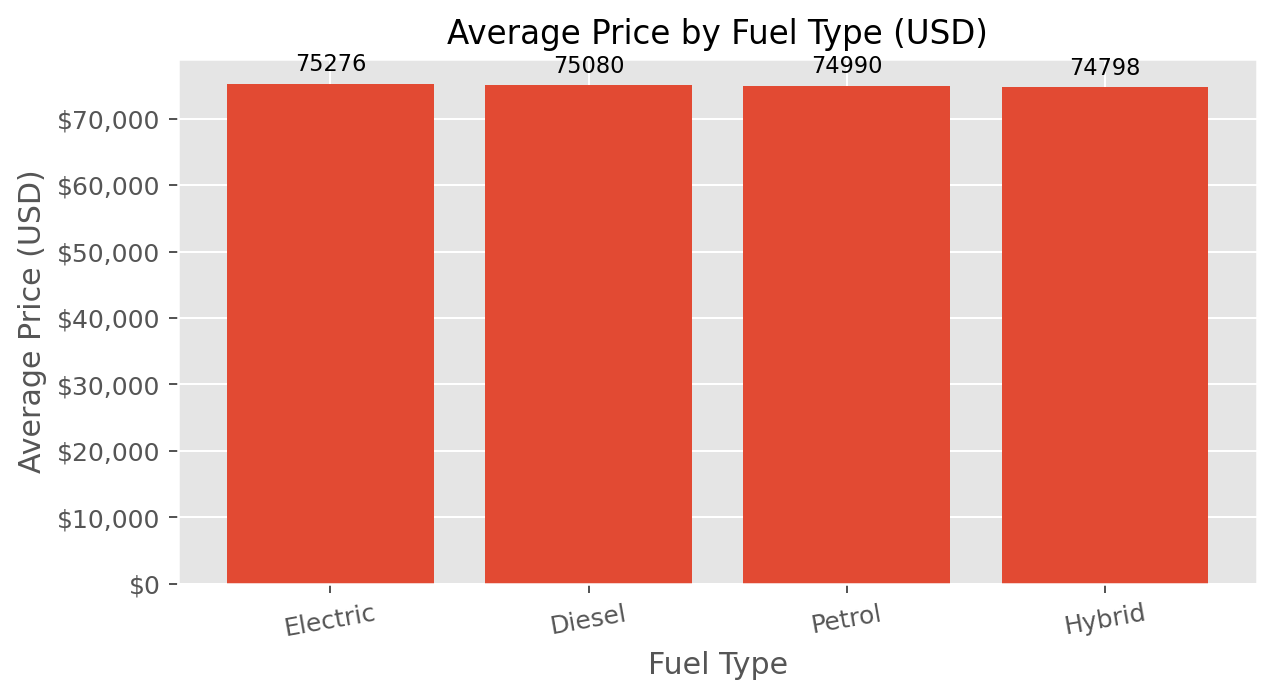 Average Price by Fuel Type (USD)
75276
75080
74990
74798
$70,000
$60,000
$50,000
$40,000
$30,000
$20,000
$10,000
$0
Average Price (USD)
Electric
Diesel
Petrol
Hybrid
Fuel Type